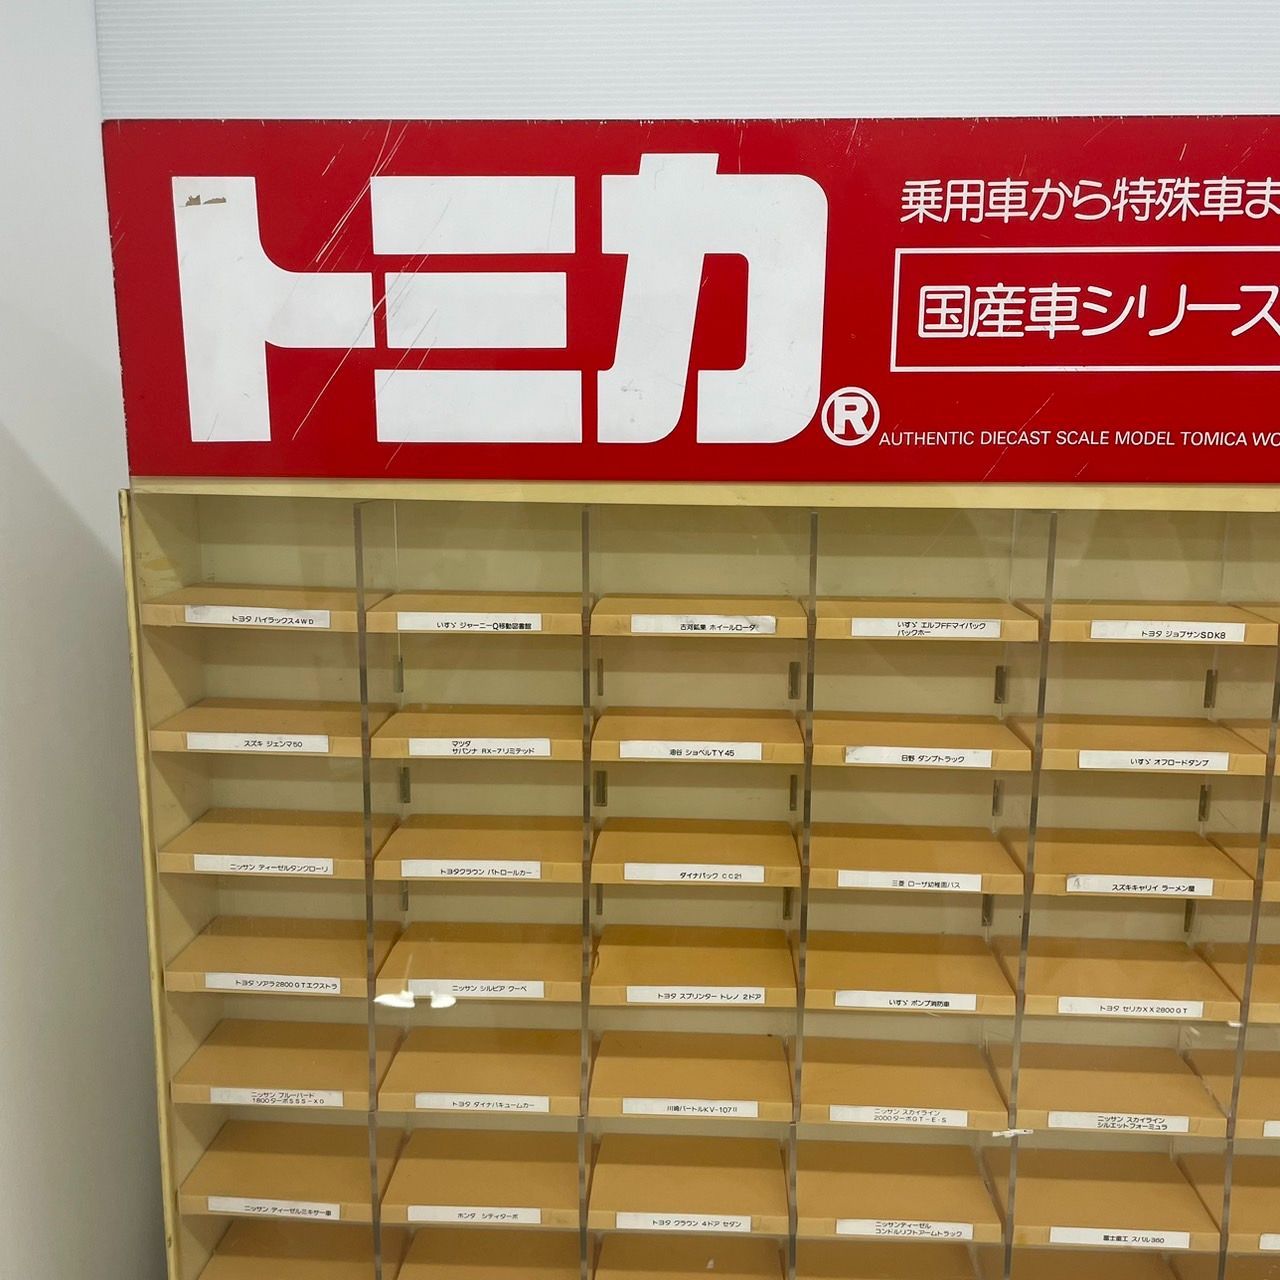 トミカ®
乗用車から特殊車ま
国産車シリーズ
AUTHENTIC DIECAST SCALE MODEL TOMICA WO
トヨタ ハイラックス4WD
いすゞ ジャーニーQ移動図書館
古河鉱業 ホイールローダ
いすゞ エルフFFマイパック
バックホー
トヨタ ジョブサンSDK8
スズキ ジェンマ50
マツダ
サバンナ RX-7リミテッド
油谷 ショベルTY45
日野 ダンプトラック
いすゞ オフロードダンプ
ニッサン ディーゼルタンクローリ
トヨタクラウン パトロールカー
ダイナパック CC21
三菱 ローザ幼稚園バス
スズキキャリイ ラーメン屋
トヨタ ソアラ2800GTエクストラ
ニッサン シルビア クーペ
トヨタ スプリンター トレノ 2ドア
いすゞ ポンプ消防車
トヨタ セリカXX2800GT
ニッサン ブルーバード
1800ターボSSS-XG
トヨタ ダイナバキュームカー
川崎バートルKV-107Ⅱ
ニッサン スカイライン
2000ターボGT-E・S
ニッサン スカイライン
シルエットフォーミュラ
ニッサン ディーゼルミキサー車
ホンダ シティターボ
トヨタ クラウン 4ドア セダン
ニッサンディーゼル
コンドルリフトアームトラック
富士重工 スバル360